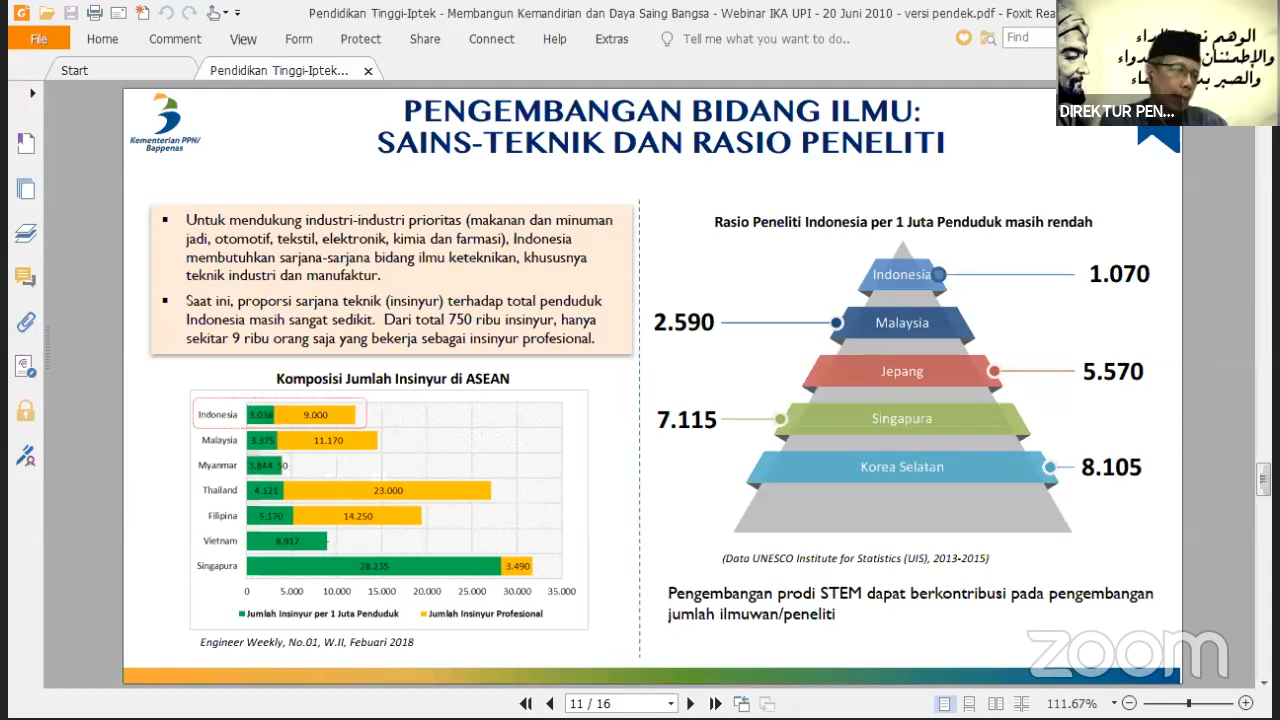 Pendidikan Tinggi-Iptek - Membangun Kemandirian dan Daya Saing Bangsa - Webinar IKA UPI - 20 Juni 2010 - versi pendek.pdf - Foxit Rea
File Home Comment View Form Protect Share Connect Help Extras Tell me what you want to do.. Find
Start Pendidikan Tinggi-Iptek...
الوهم نصف الداء
والصبر بد
DIREKTUR PEN...
Kementerian PPN/
Bappenas
PENGEMBANGAN BIDANG ILMU:
SAINS-TEKNIK DAN RASIO PENELITI
▪ Untuk mendukung industri-industri prioritas (makanan dan minuman
jadi, otomotif, tekstil, elektronik, kimia dan farmasi), Indonesia
membutuhkan sarjana-sarjana bidang ilmu keteknikan, khususnya
teknik industri dan manufaktur.
▪ Saat ini, proporsi sarjana teknik (insinyur) terhadap total penduduk
Indonesia masih sangat sedikit. Dari total 750 ribu insinyur, hanya
sekitar 9 ribu orang saja yang bekerja sebagai insinyur profesional.
Komposisi Jumlah Insinyur di ASEAN
Indonesia 3.038 9.000
Malaysia 3.375 11.170
Myanmar 3.844 50
Thailand 4.121 23.000
Filipina 5.170 14.250
Vietnam 8.917 -
Singapura 28.235 3.490
0 5.000 10.000 15.000 20.000 25.000 30.000 35.000
Jumlah Insinyur per 1 Juta Penduduk Jumlah Insinyur Profesional
Engineer Weekly, No.01, W.II, Febuari 2018
Rasio Peneliti Indonesia per 1 Juta Penduduk masih rendah
Indonesia 1.070
2.590 Malaysia
Jepang 5.570
7.115 Singapura
Korea Selatan 8.105
(Data UNESCO Institute for Statistics (UIS), 2013-2015)
Pengembangan prodi STEM dapat berkontribusi pada pengembangan
jumlah ilmuwan/peneliti
zoom
11 / 16 111.67%